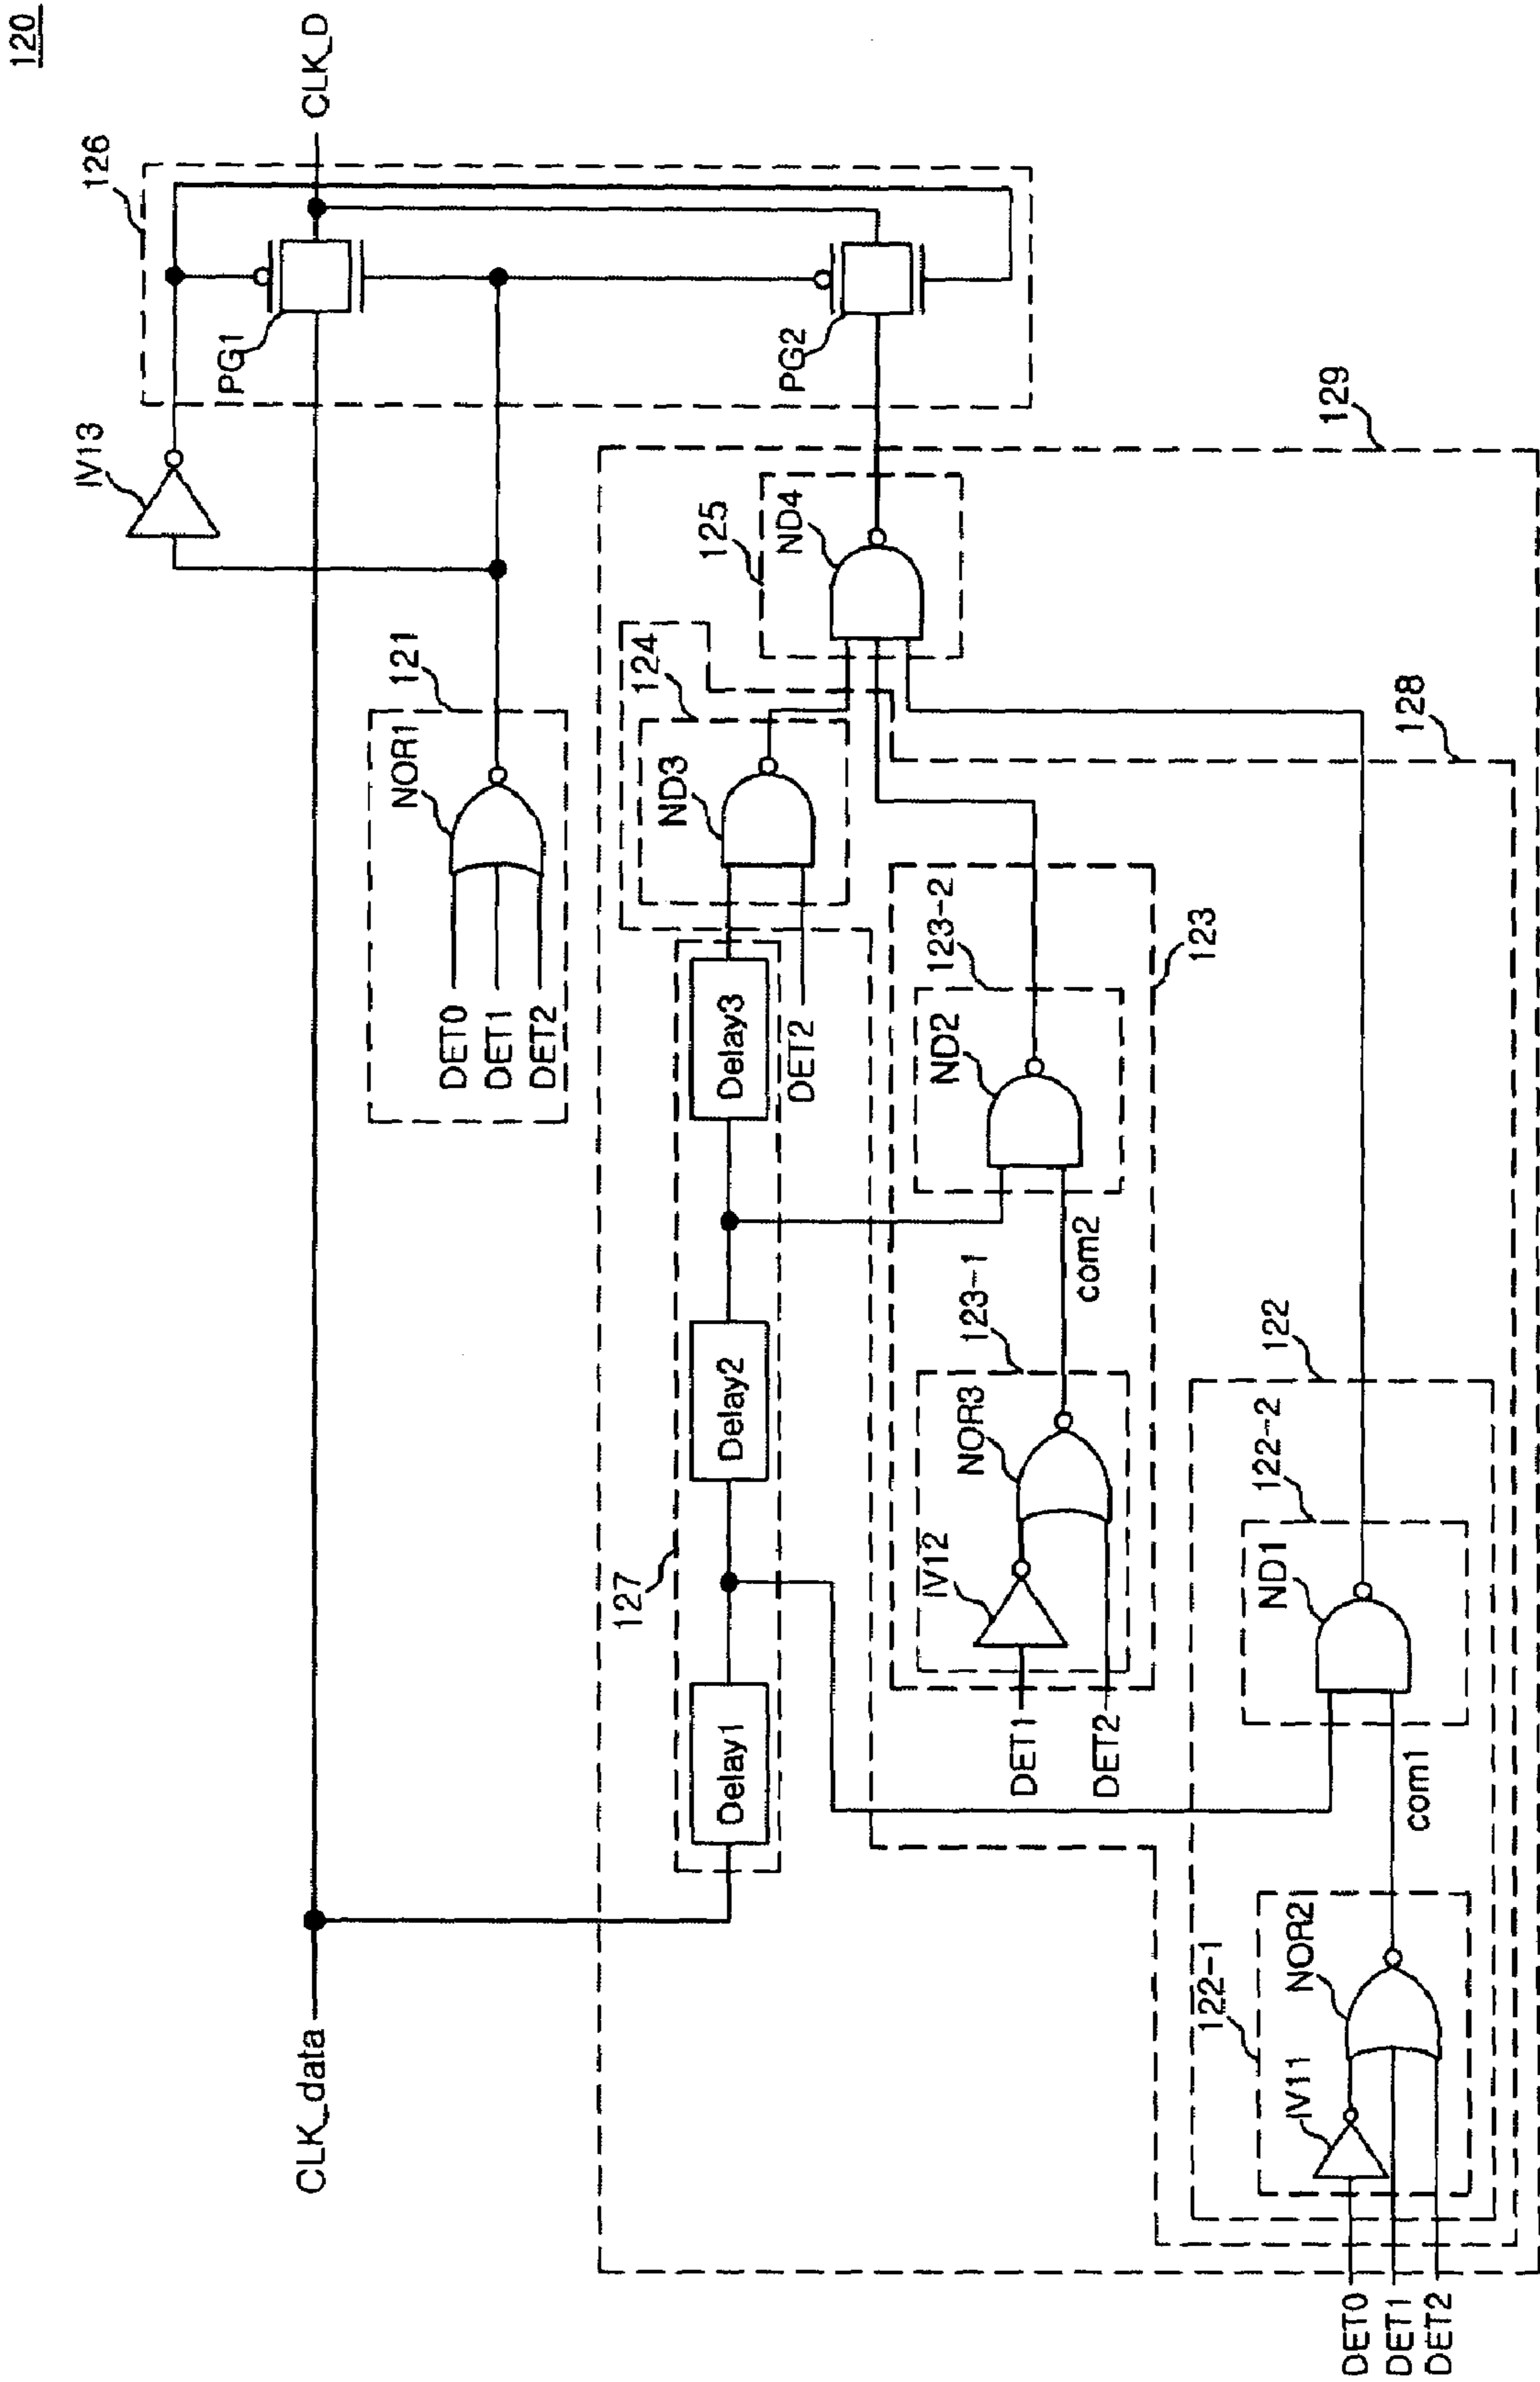 120
CLK_D
126
IV13
PG1
PG2
129
125
ND4
121
NOR1
124
ND3
128
DET0
DET1
DET2
123-2
123
Delay3
DET2
ND2
com2
123-1
Delay2
NOR3
122
122-2
127
IV12
ND1
Delay1
DET1
DET2
com1
CLK_data
122-1
NOR2
IV11
DET0
DET1
DET2